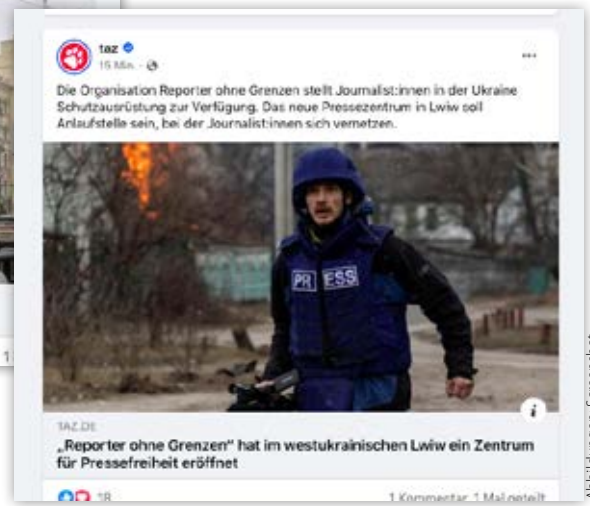 taz
15 Min.
Die Organisation Reporter ohne Grenzen stellt Journalist:innen in der Ukraine
Schutzausrüstung zur Verfügung. Das neue Pressezentrum in Lwiw soll
Anlaufstelle sein, bei der Journalist:innen sich vernetzen.
PRESS
i
TAZ.DE
„Reporter ohne Grenzen“ hat im westukrainischen Lwiw ein Zentrum
für Pressefreiheit eröffnet
18
1 Kommentar 1 Mal geteilt
1